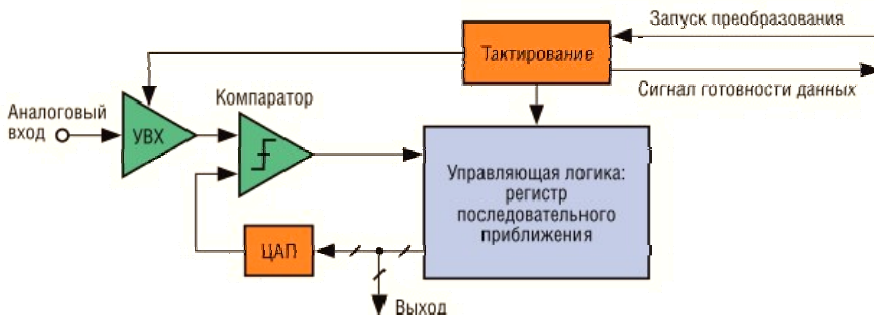 Запуск преобразования
Тактирование
Сигнал готовности данных
Компаратор
Аналоговый
вход
УВХ
Управляющая логика:
регистр
последовательного
приближения
ЦАП
Выход